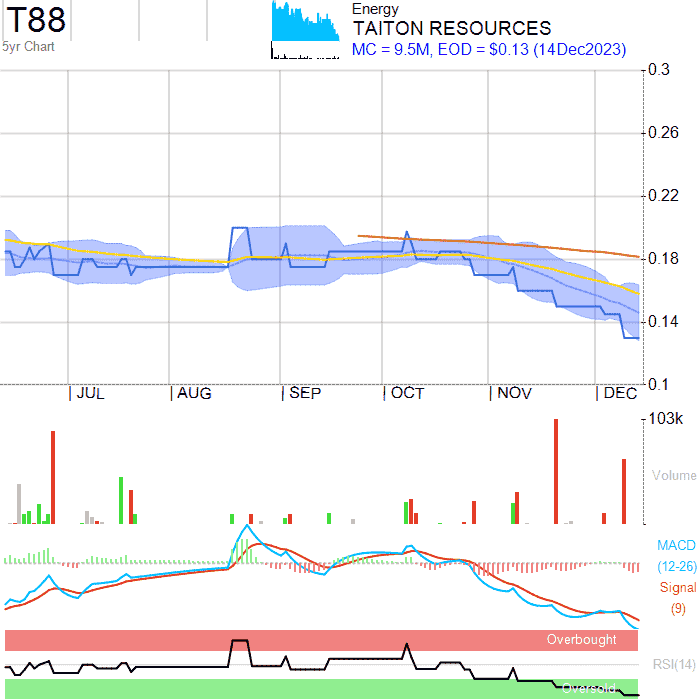 T88
5yr Chart
Energy
TAITON RESOURCES
MC = 9.5M, EOD = $0.13 (14Dec2023)
0.3
0.26
0.22
0.18
0.14
0.1
JUL
AUG
SEP
OCT
NOV
DEC
103k
Volume
MACD
(12-26)
Signal
(9)
Overbought
RSI(14)
Oversold